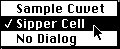 Sample Cuvet
✓Sipper Cell
No Dialog